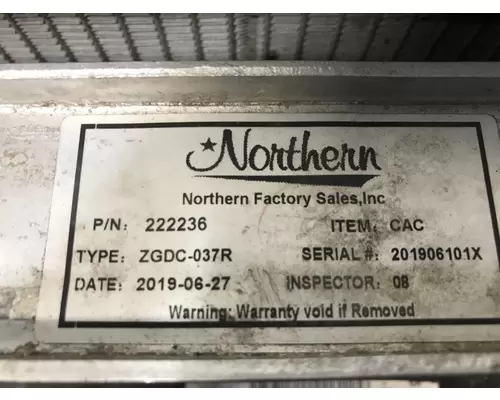 Northern
Northern Factory Sales,Inc
P/N: 222236 ITEM: CAC
TYPE: ZGDC-037R SERIAL #: 201906101X
DATE: 2019-06-27 INSPECTOR: 08
Warning: Warranty void if Removed